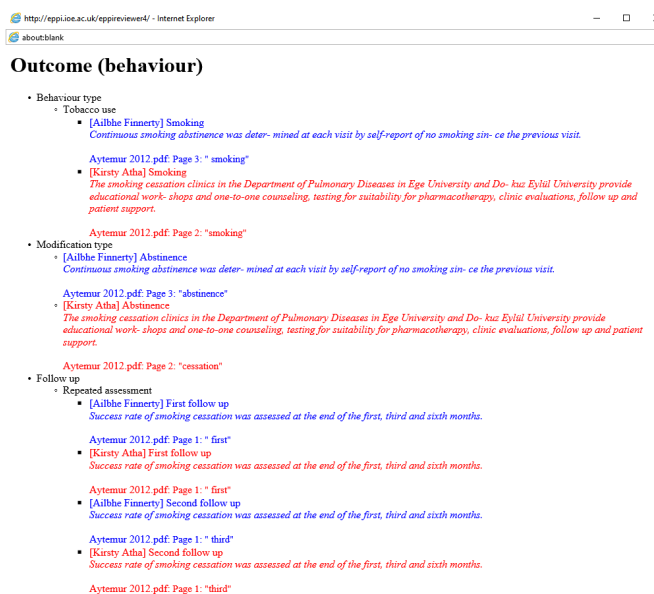 http://eppi.ioe.ac.uk/eppireviewer4/ - Internet Explorer
about:blank
Outcome (behaviour)
• Behaviour type
◦ Tobacco use
▪ [Ailbhe Finnerty] Smoking
Continuous smoking abstinence was deter- mined at each visit by self-report of no smoking sin- ce the previous visit.
Aytemur 2012.pdf: Page 3: " smoking"
▪ [Kirsty Atha] Smoking
The smoking cessation clinics in the Department of Pulmonary Diseases in Ege University and Do- kuz Eylül University provide
educational work- shops and one-to-one counseling, testing for suitability for pharmacotherapy, clinic evaluations, follow up and
patient support.
Aytemur 2012.pdf: Page 2: "smoking"
• Modification type
◦ [Ailbhe Finnerty] Abstinence
Continuous smoking abstinence was deter- mined at each visit by self-report of no smoking sin- ce the previous visit.
Aytemur 2012.pdf: Page 3: "abstinence"
◦ [Kirsty Atha] Abstinence
The smoking cessation clinics in the Department of Pulmonary Diseases in Ege University and Do- kuz Eylül University provide
educational work- shops and one-to-one counseling, testing for suitability for pharmacotherapy, clinic evaluations, follow up and patient
support.
Aytemur 2012.pdf: Page 2: "cessation"
• Follow up
◦ Repeated assessment
▪ [Ailbhe Finnerty] First follow up
Success rate of smoking cessation was assessed at the end of the first, third and sixth months.
Aytemur 2012.pdf: Page 1: " first"
▪ [Kirsty Atha] First follow up
Success rate of smoking cessation was assessed at the end of the first, third and sixth months.
Aytemur 2012.pdf: Page 1: " first"
▪ [Ailbhe Finnerty] Second follow up
Success rate of smoking cessation was assessed at the end of the first, third and sixth months.
Aytemur 2012.pdf: Page 1: " third"
▪ [Kirsty Atha] Second follow up
Success rate of smoking cessation was assessed at the end of the first, third and sixth months.
Aytemur 2012.pdf: Page 1: "third"